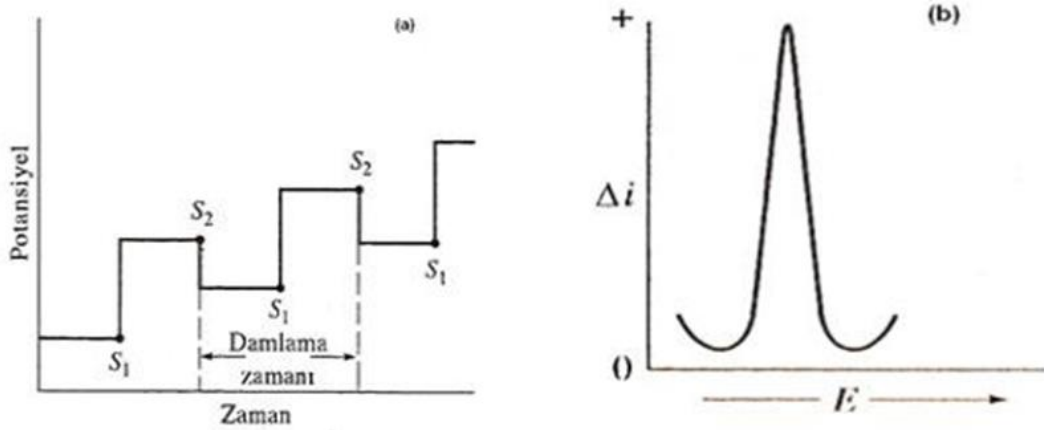 (a)
Potansiyel
S₁
S₂
S₁
S₂
S₁
Damlama
zamanı
Zaman
(b)
+
Δi
0
E